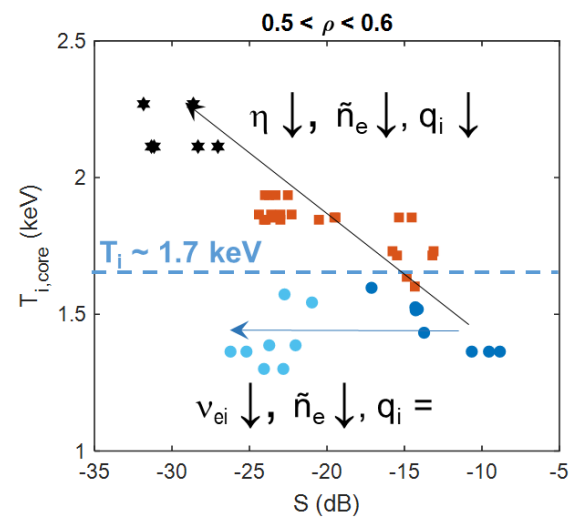 0.5 < ρ < 0.6
2.5
η ↓, ñe ↓, qi ↓
2
Ti,core (keV)
Ti ~ 1.7 keV
1.5
νei ↓, ñe ↓, qi =
1
-35 -30 -25 -20 -15 -10 -5
S (dB)